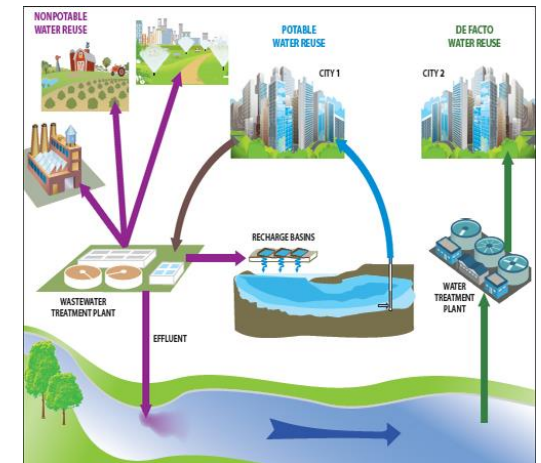 NONPOTABLE
WATER REUSE
POTABLE
WATER REUSE
DE FACTO
WATER REUSE
CITY 1
CITY 2
RECHARGE BASINS
WASTEWATER
TREATMENT PLANT
WATER
TREATMENT
PLANT
EFFLUENT